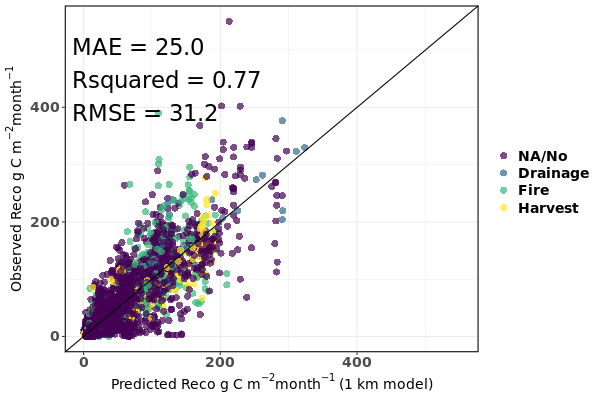 MAE = 25.0
Rsquared = 0.77
RMSE = 31.2
Observed Reco g C m⁻²month⁻¹
400
200
0
0 200 400
Predicted Reco g C m⁻²month⁻¹ (1 km model)
NA/No
Drainage
Fire
Harvest